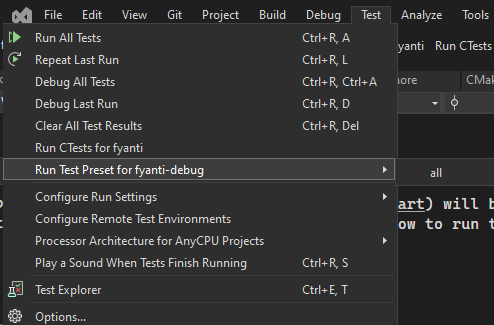 File Edit View Git Project Build Debug Test Analyze Tools
Run All Tests Ctrl+R, A
yanti Run CTests
Repeat Last Run Ctrl+R, L
Debug All Tests Ctrl+R, Ctrl+A
ore CMak
Debug Last Run Ctrl+R, D
Clear All Test Results Ctrl+R, Del
Run CTests for fyanti
Run Test Preset for fyanti-debug
all
Configure Run Settings
art) will b
Configure Remote Test Environments
ow to run t
Processor Architecture for AnyCPU Projects
Play a Sound When Tests Finish Running Ctrl+R, S
Test Explorer Ctrl+E, T
Options...